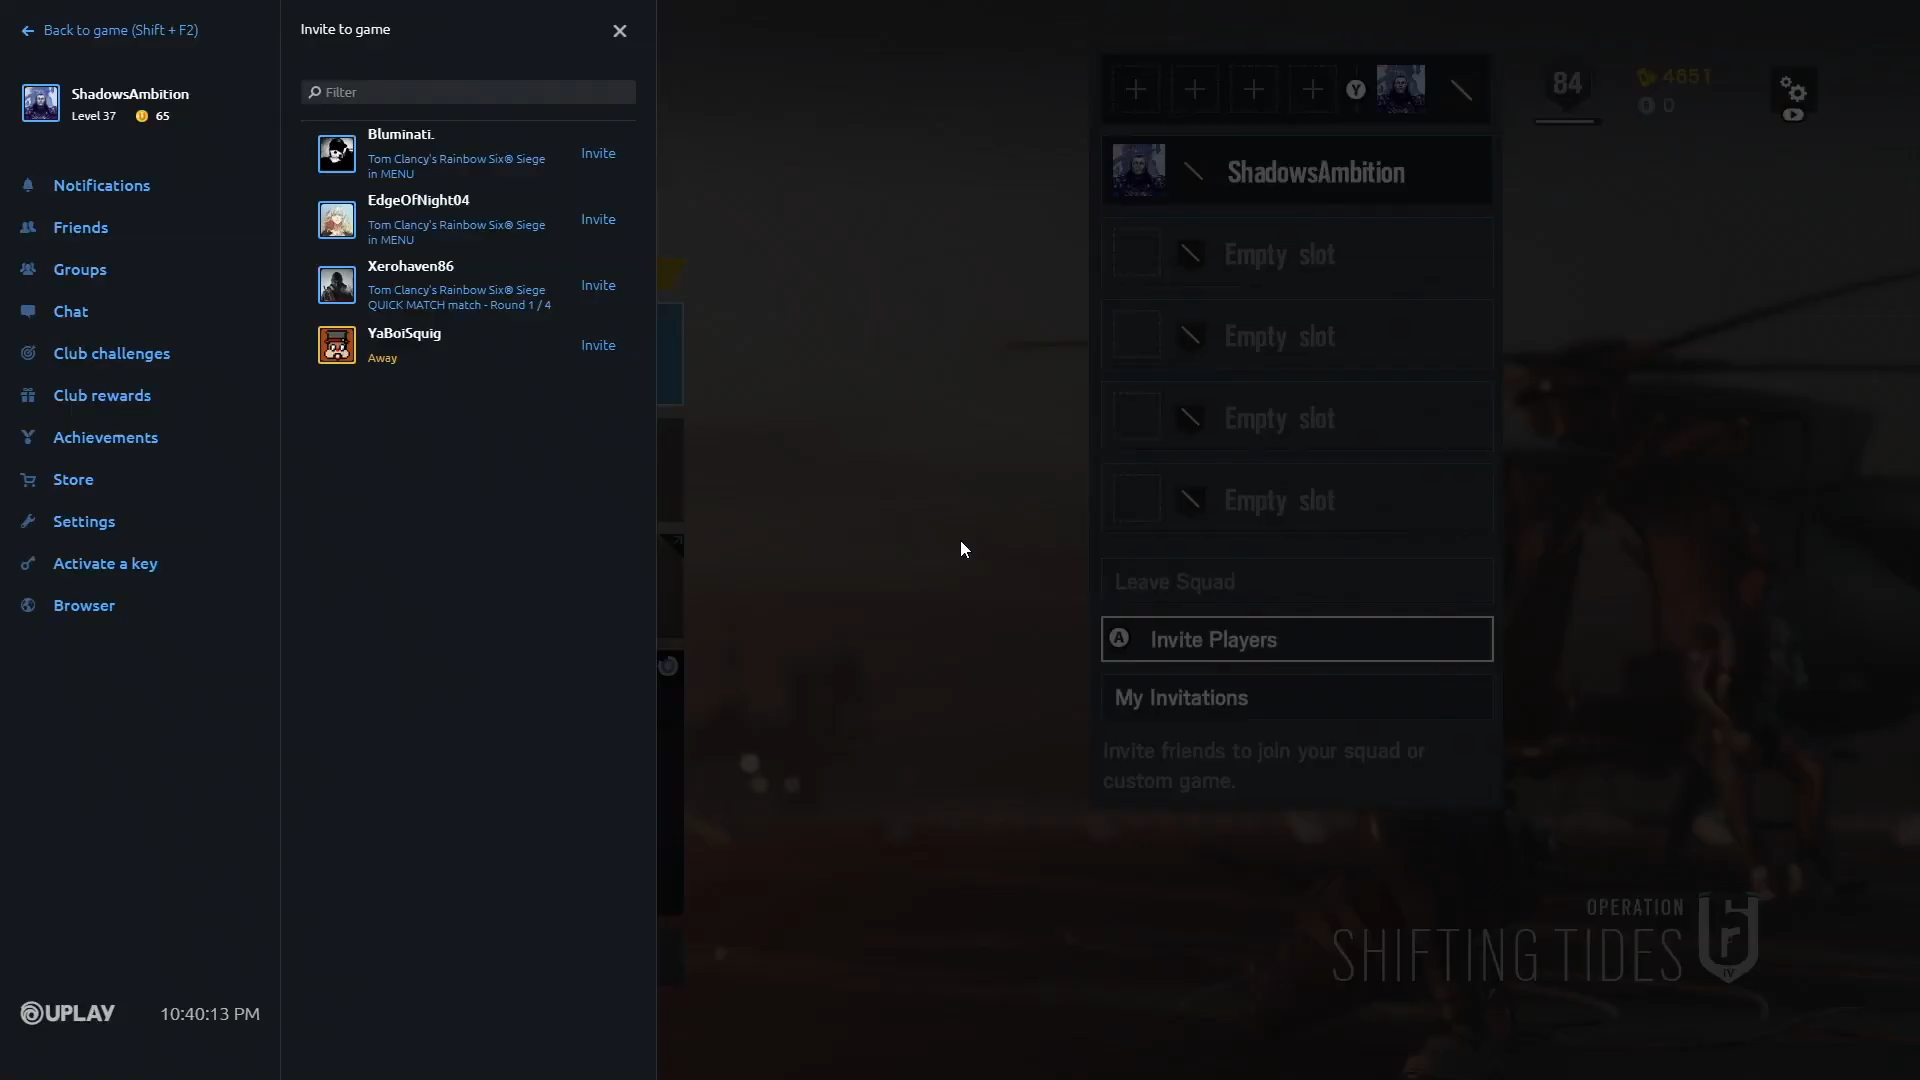 Back to game (Shift + F2)
ShadowsAmbition
Level 37 65
Notifications
Friends
Groups
Chat
Club challenges
Club rewards
Achievements
Store
Settings
Activate a key
Browser
UPLAY 10:40:13 PM
Invite to game
Filter
Bluminati.
Tom Clancy's Rainbow Six® Siege
in MENU
Invite
EdgeOfNight04
Tom Clancy's Rainbow Six® Siege
in MENU
Invite
Xerohaven86
Tom Clancy's Rainbow Six® Siege
QUICK MATCH match - Round 1 / 4
Invite
YaBoiSquig
Away
Invite
Y
84
4651
0
ShadowsAmbition
Empty slot
Empty slot
Empty slot
Empty slot
Leave Squad
A Invite Players
My Invitations
Invite friends to join your squad or
custom game.
OPERATION
SHIFTING TIDES
IV